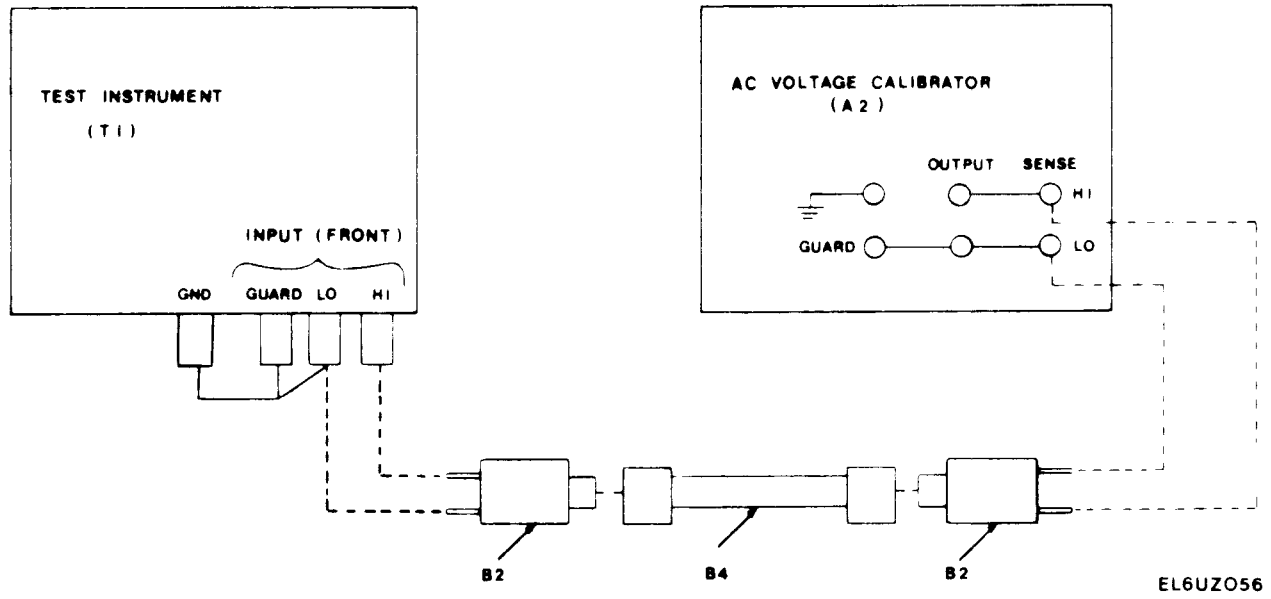 TEST INSTRUMENT
(TI)
INPUT (FRONT)
GND GUARD LO HI
AC VOLTAGE CALIBRATOR
(A2)
OUTPUT SENSE
HI
GUARD LO
B2 B4 B2
EL6UZ056